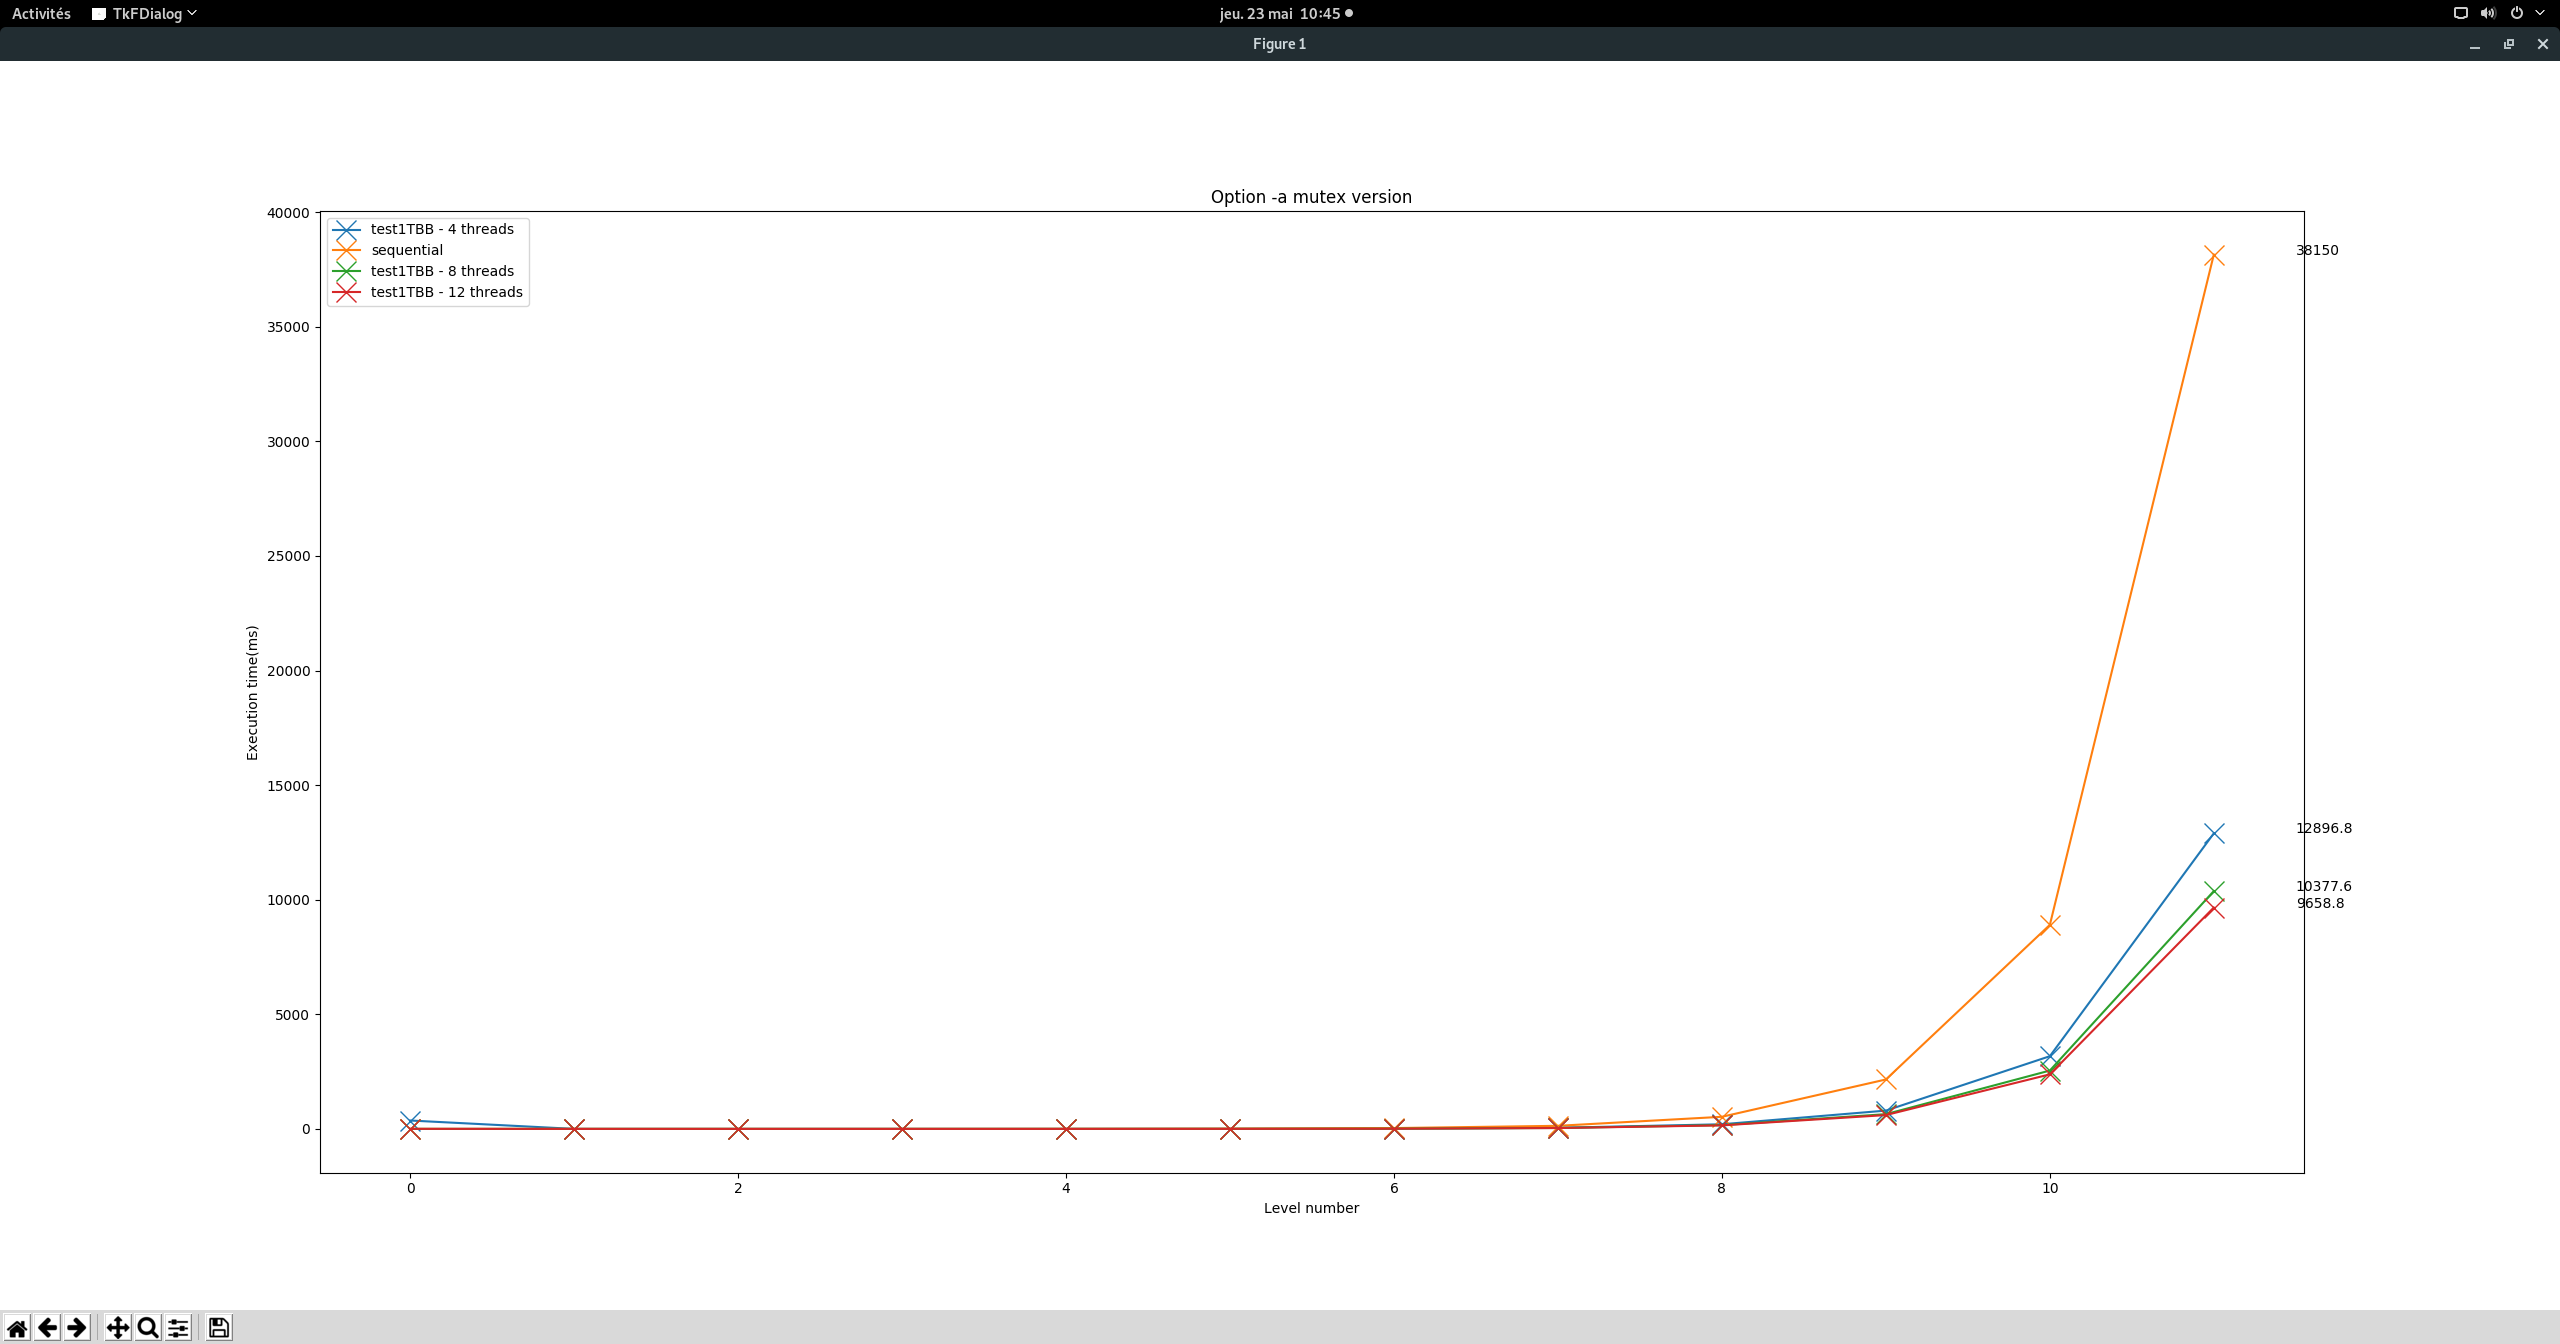 Activités TkFDialog jeu. 23 mai 10:45
Figure 1
Option -a mutex version
test1TBB - 4 threads
sequential
test1TBB - 8 threads
test1TBB - 12 threads
40000
35000
30000
25000
20000
15000
10000
5000
0
Execution time(ms)
38150
12896.8
10377.6
9658.8
0 2 4 6 8 10
Level number